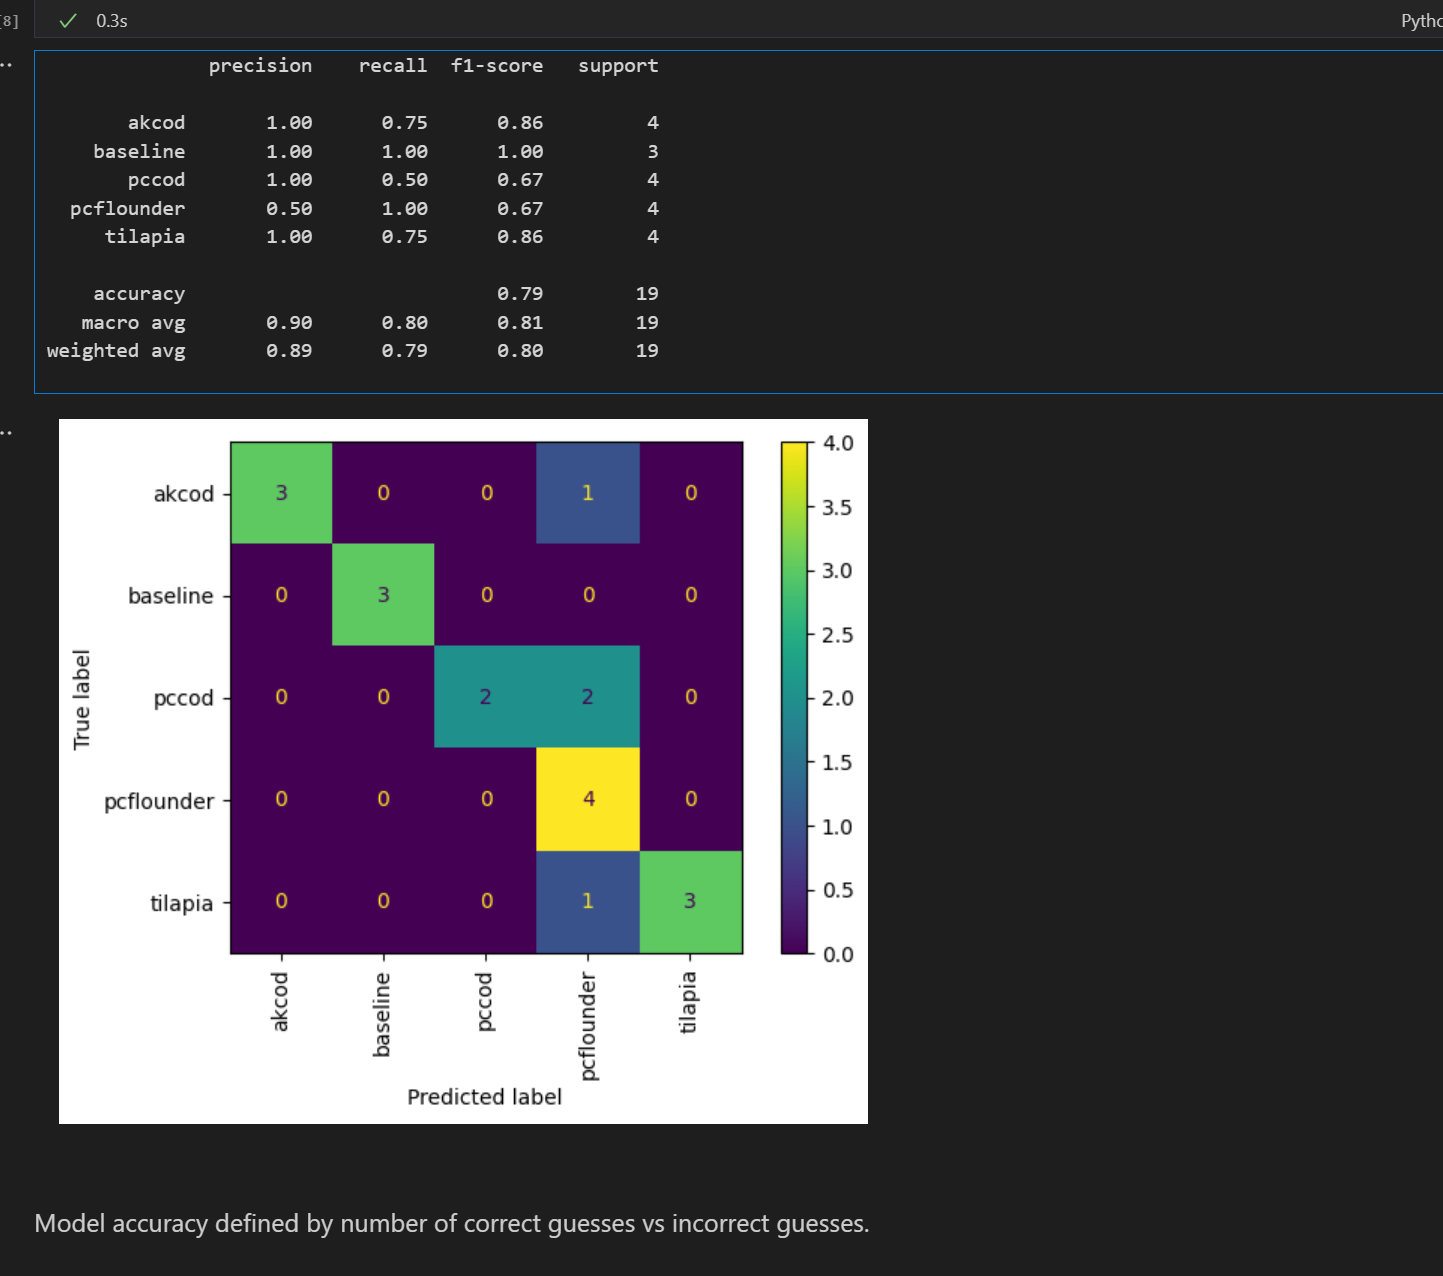 [8] 0.3s
precision recall f1-score support
akcod 1.00 0.75 0.86 4
baseline 1.00 1.00 1.00 3
pccod 1.00 0.50 0.67 4
pcflounder 0.50 1.00 0.67 4
tilapia 1.00 0.75 0.86 4
accuracy 0.79 19
macro avg 0.90 0.80 0.81 19
weighted avg 0.89 0.79 0.80 19
4.0
akcod 3 0 0 1 0
3.5
3.0
baseline 0 3 0 0 0
2.5
True label
pccod 0 0 2 2 0
2.0
1.5
pcflounder 0 0 0 4 0
1.0
0.5
tilapia 0 0 0 1 3
0.0
akcod baseline pccod pcflounder tilapia
Predicted label
Model accuracy defined by number of correct guesses vs incorrect guesses.